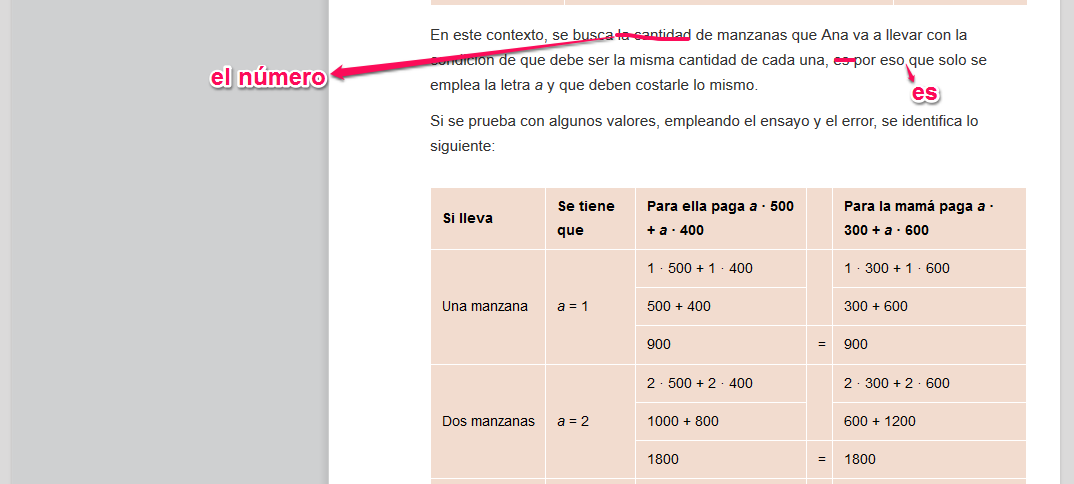 En este contexto, se busca la cantidad de manzanas que Ana va a llevar con la
condición de que debe ser la misma cantidad de cada una, es por eso que solo se
el número
es
emplea la letra a y que deben costarle lo mismo.
Si se prueba con algunos valores, empleando el ensayo y el error, se identifica lo
siguiente:
Si lleva
Se tiene
que
Para ella paga a · 500
+ a · 400
Para la mamá paga a ·
300 + a · 600
Una manzana
a = 1
1 · 500 + 1 · 400
1 · 300 + 1 · 600
500 + 400
300 + 600
900
=
900
Dos manzanas
a = 2
2 · 500 + 2 · 400
2 · 300 + 2 · 600
1000 + 800
600 + 1200
1800
=
1800